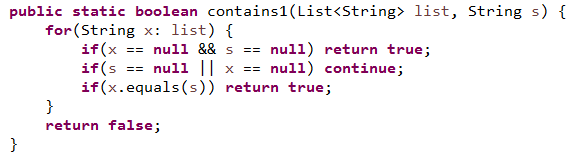 public static boolean contains1(List<String> list, String s) {
    for(String x: list) {
        if(x == null && s == null) return true;
        if(s == null || x == null) continue;
        if(x.equals(s)) return true;
    }
    return false;
}